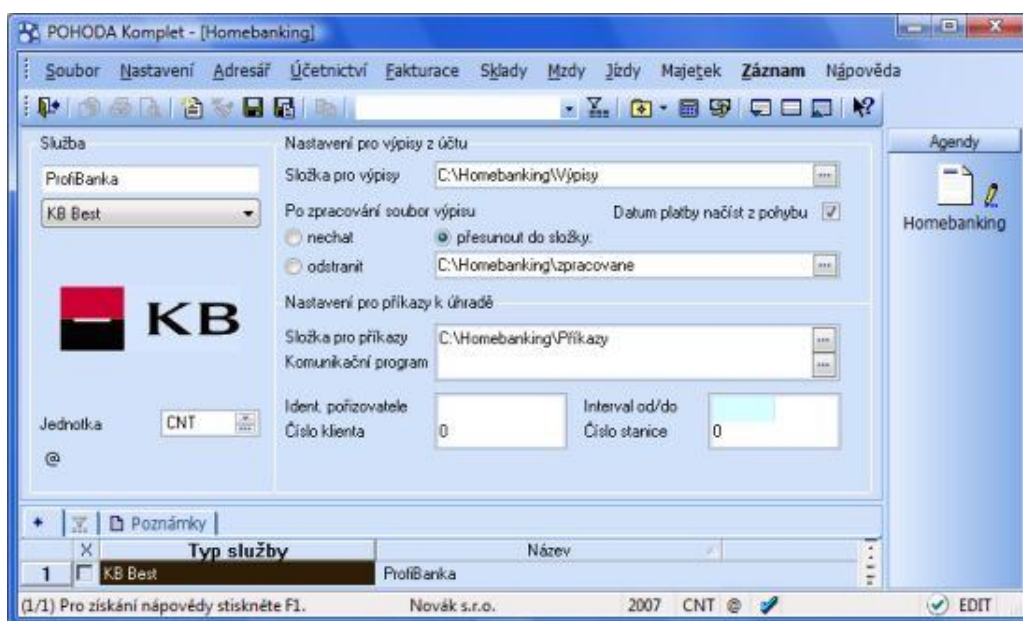 POHODA Komplet - [Homebanking]
Soubor Nastavení Adresář Účetnictví Fakturace Sklady Mzdy Jízdy Majetek Záznam Nápověda
Služba
ProfiBanka
KB Best
KB
Jednotka CNT
@
Nastavení pro výpisy z účtu
Složka pro výpisy C:\Homebanking\Výpisy
Po zpracování soubor výpisu Datum platby načíst z pohybu
nechat přesunout do složky:
odstranit C:\Homebanking\zpracovane
Nastavení pro příkazy k úhradě
Složka pro příkazy C:\Homebanking\Příkazy
Komunikační program
Ident. pořizovatele Interval od/do
Číslo klienta 0 Číslo stanice 0
Agendy
Homebanking
Poznámky
X Typ služby Název
1 KB Best ProfiBanka
(1/1) Pro získání nápovědy stiskněte F1. Novák s.r.o. 2007 CNT @ EDIT